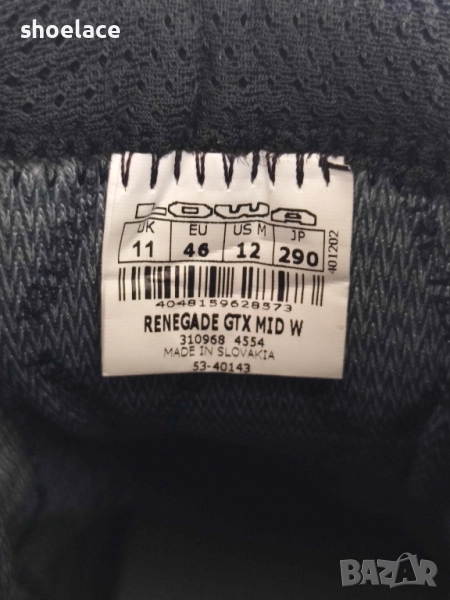 shoelace
LOWA
UK EU US M JP
11 46 12 290
401202
4048159628573
RENEGADE GTX MID W
310968 4554
MADE IN SLOVAKIA
53-40143
BAZAR